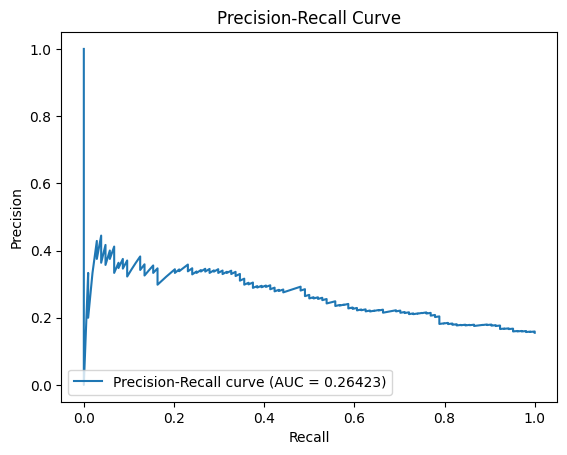 Precision-Recall Curve
1.0
0.8
0.6
0.4
0.2
0.0
Precision
Precision-Recall curve (AUC = 0.26423)
0.0 0.2 0.4 0.6 0.8 1.0
Recall